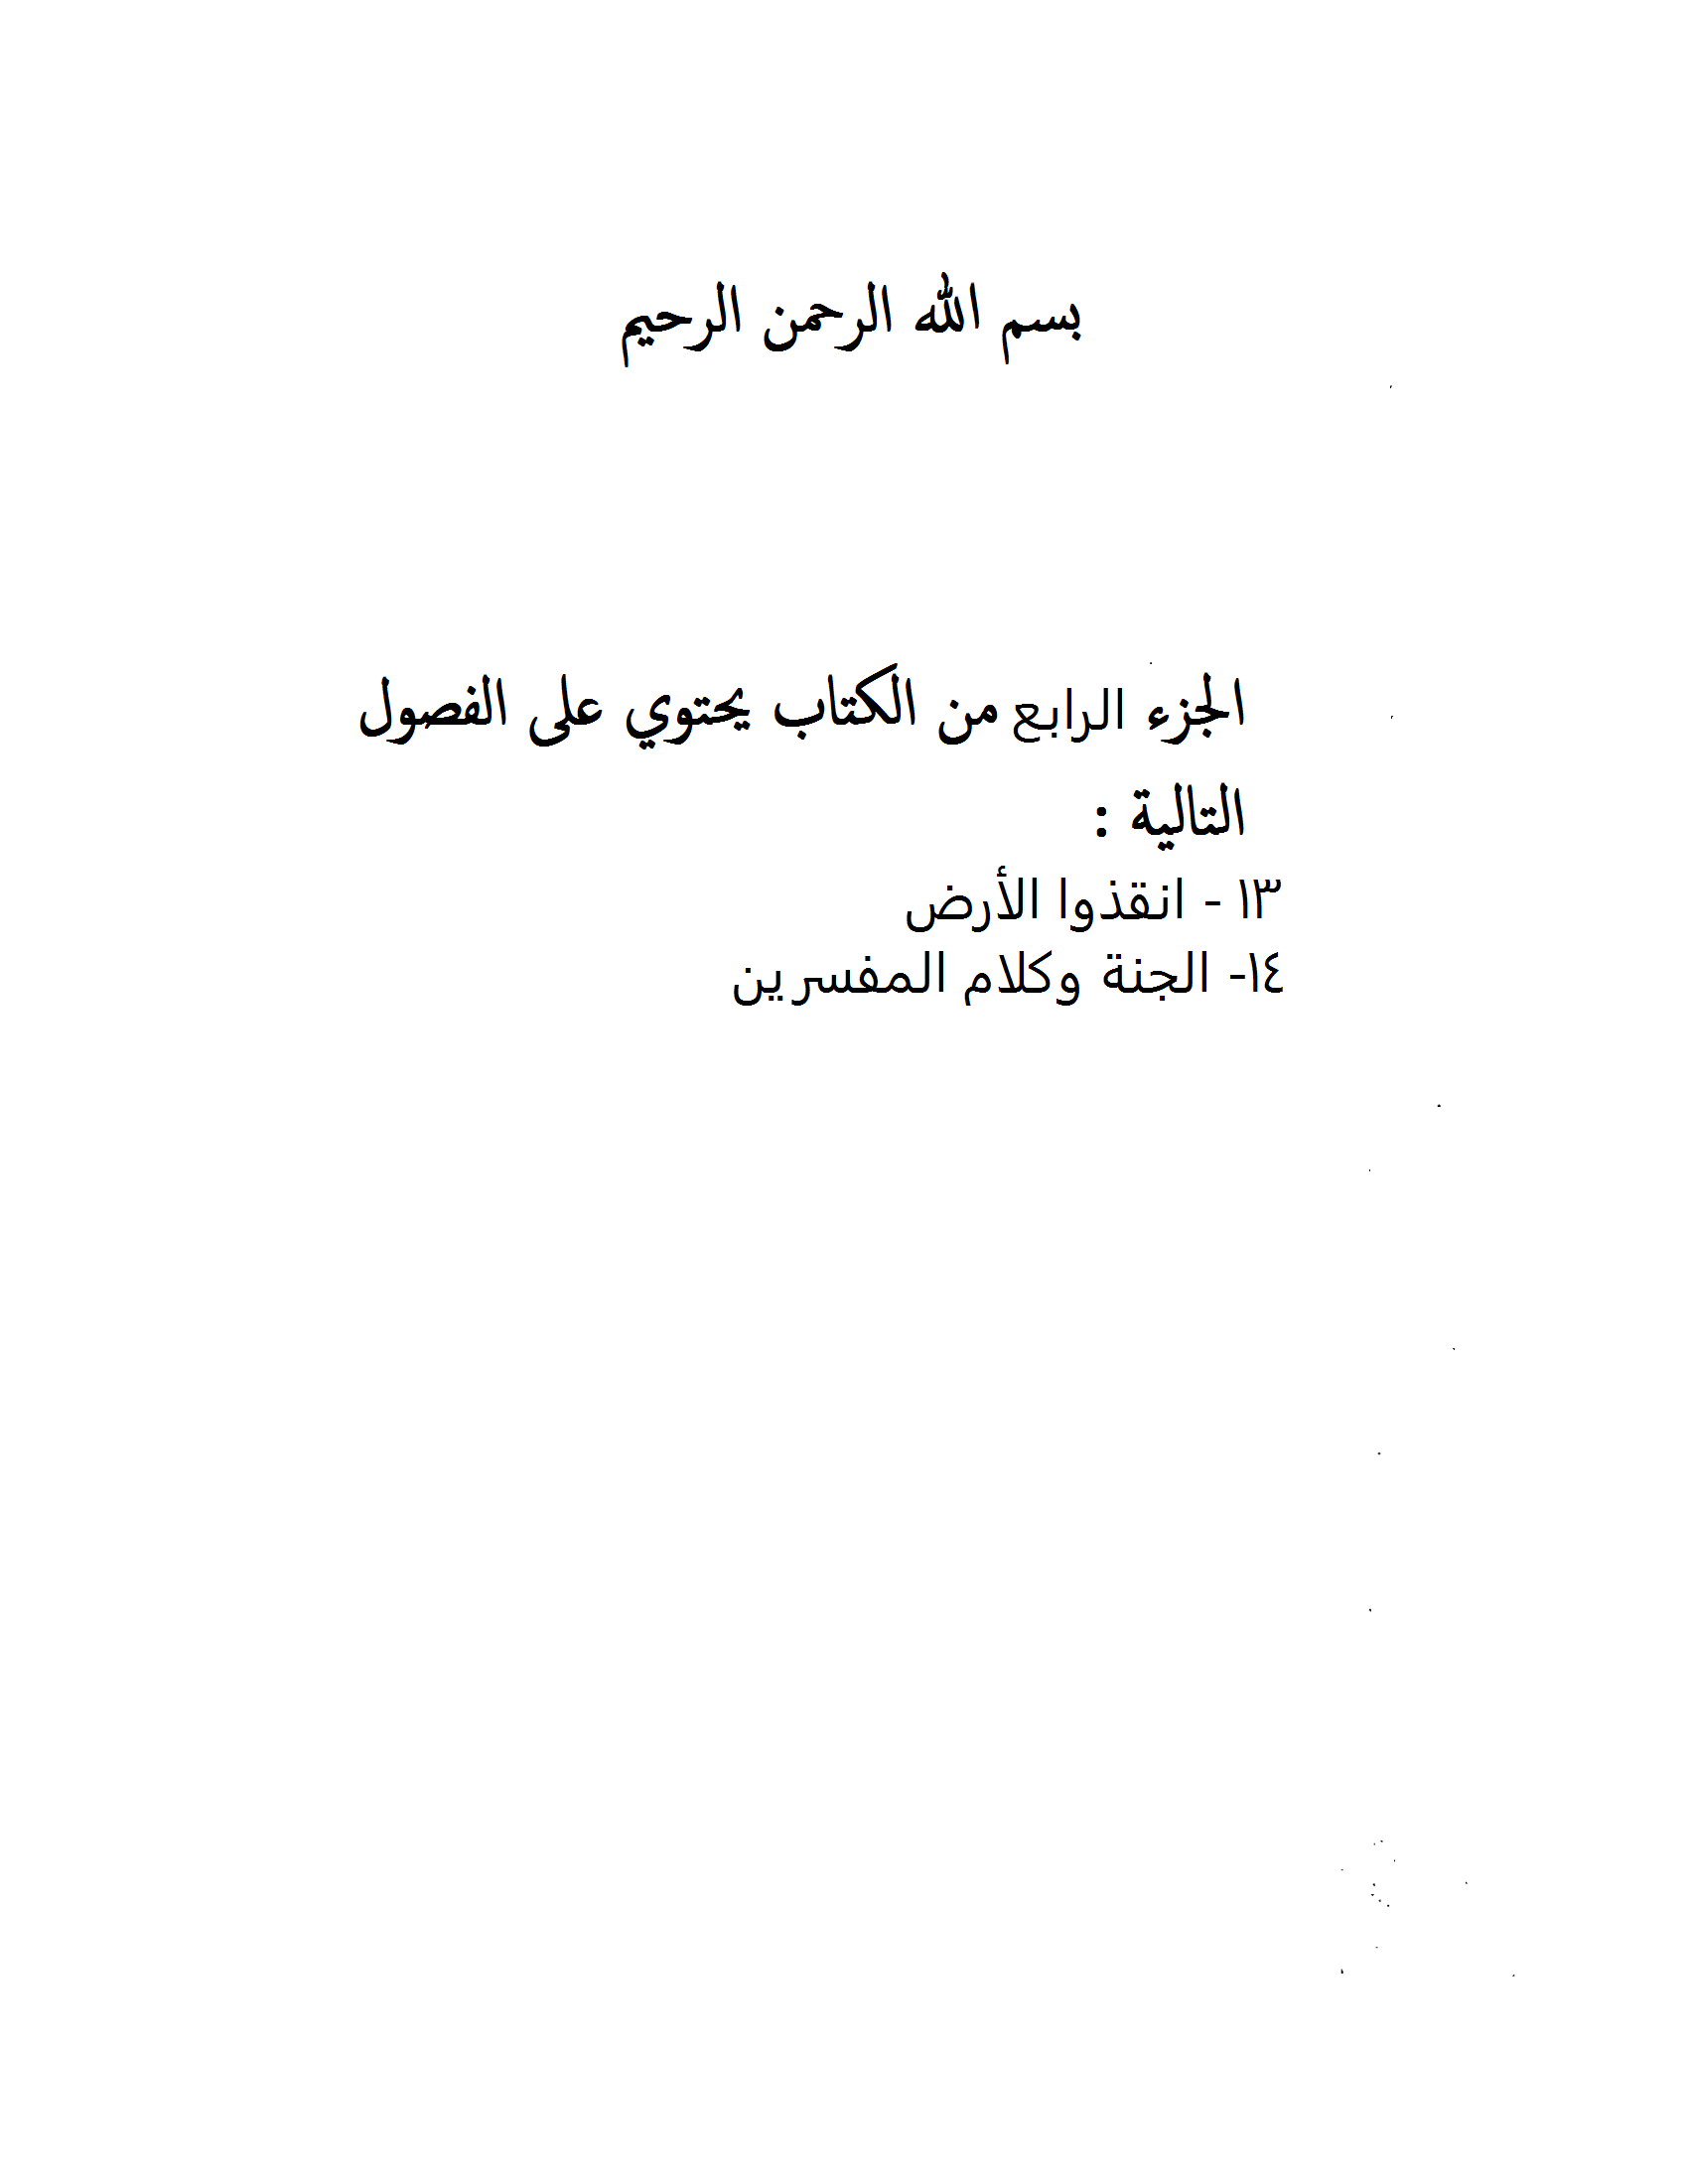 بسم الله الرحمن الرحيم
الجزء الرابع من الكتاب يحتوي على الفصول
التالية :
١٣ - انقذوا الأرض
١٤- الجنة وكلام المفسرين